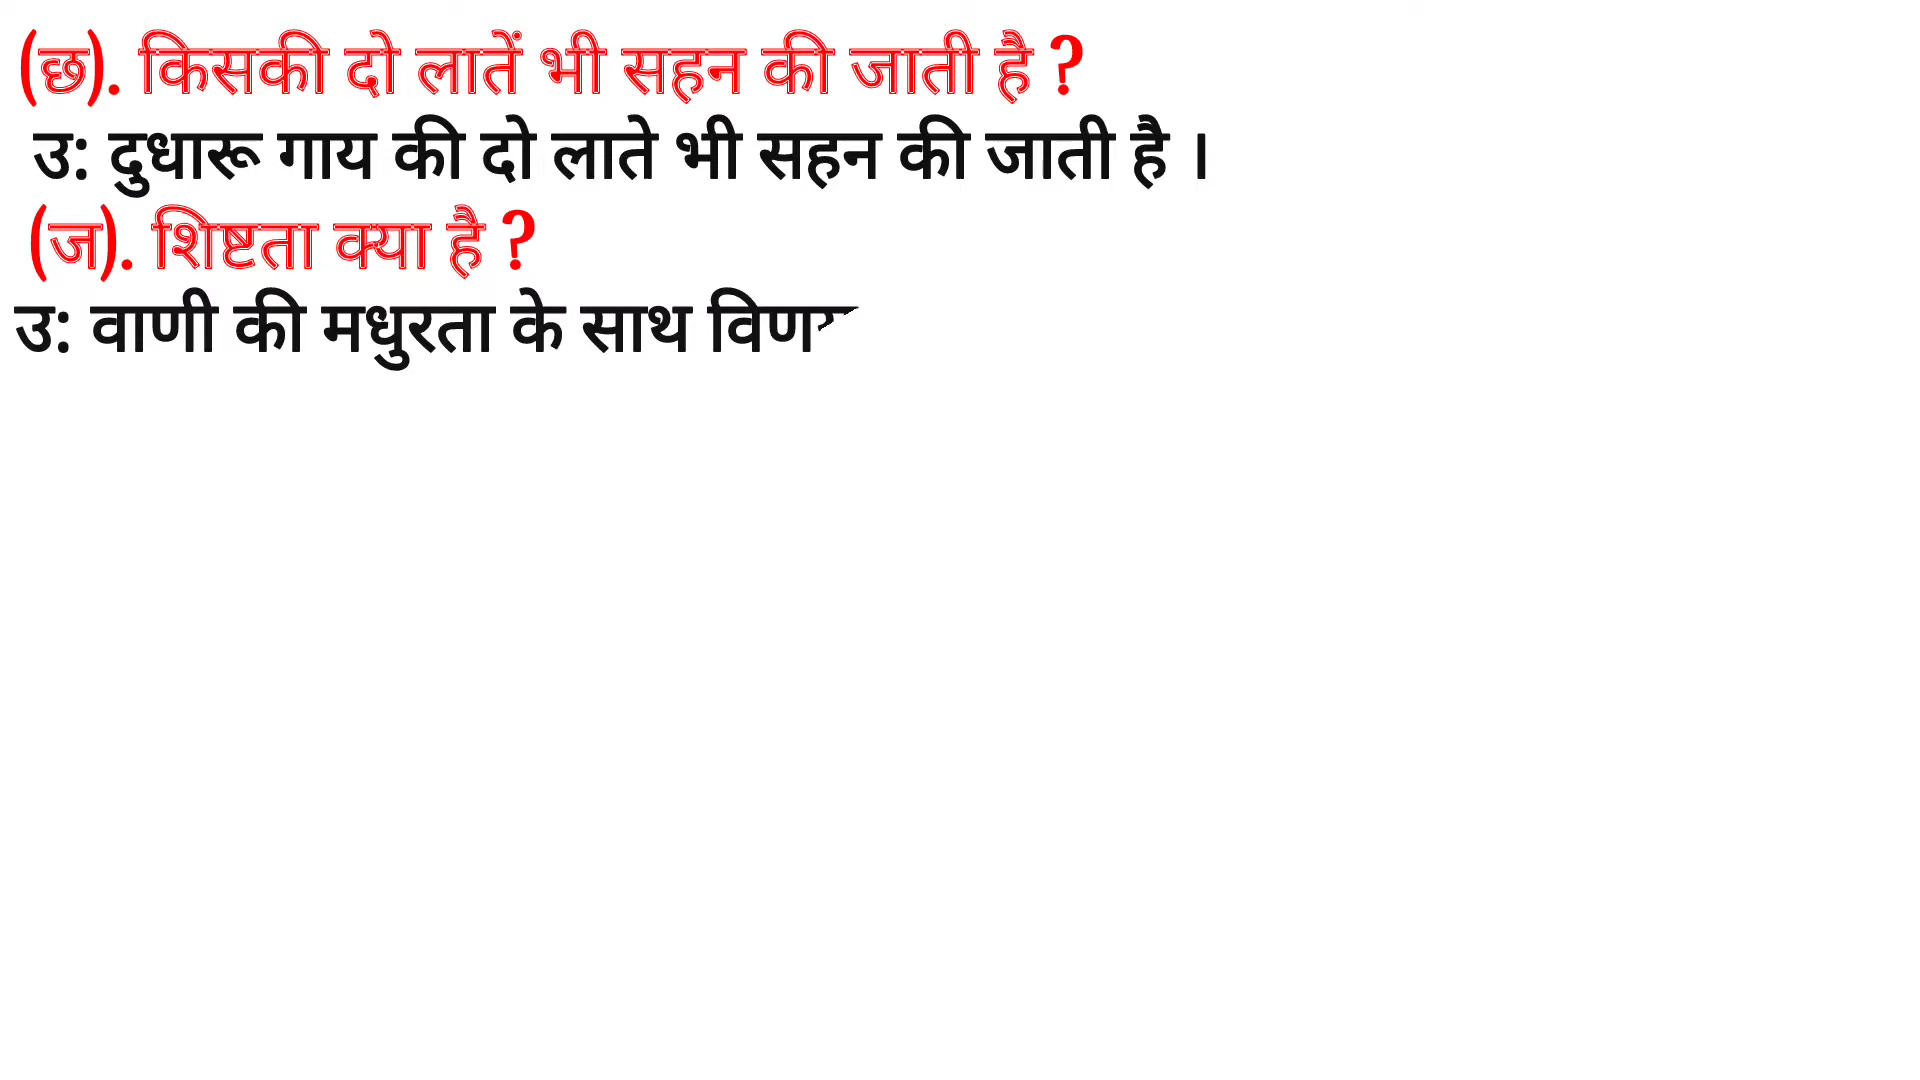 (छ). किसकी दो लातें भी सहन की जाती है ?
उ: दुधारू गाय की दो लाते भी सहन की जाती है ।
(ज). शिष्टता क्या है ?
उ: वाणी की मधुरता के साथ